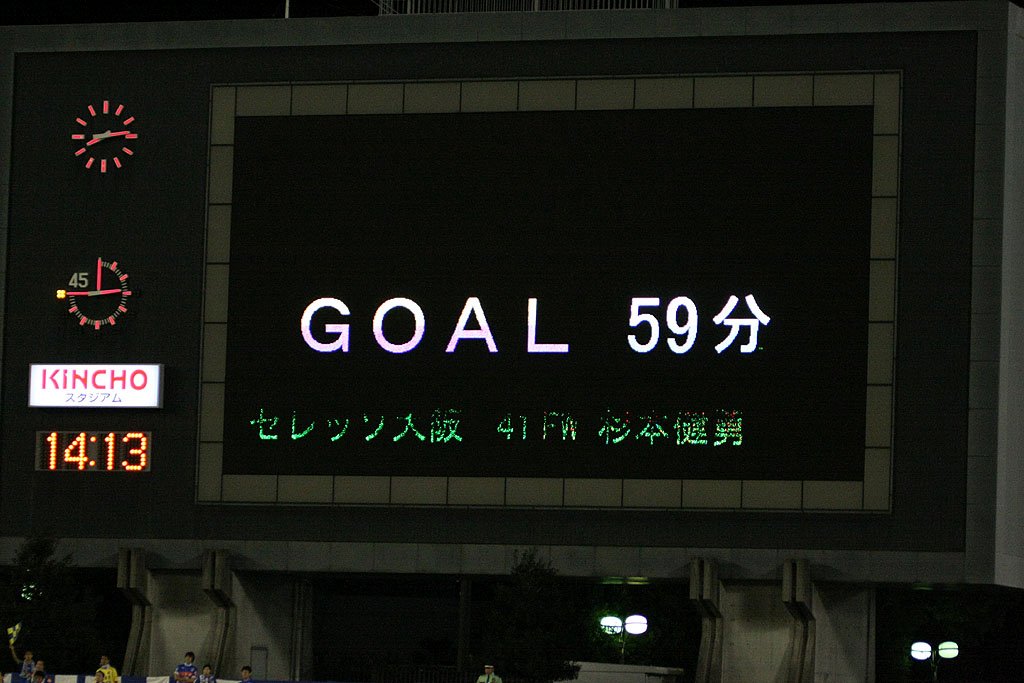 45
KiNCHO
スタジアム
14:13
GOAL 59分
セレッソ大阪 41 FW 杉本健勇